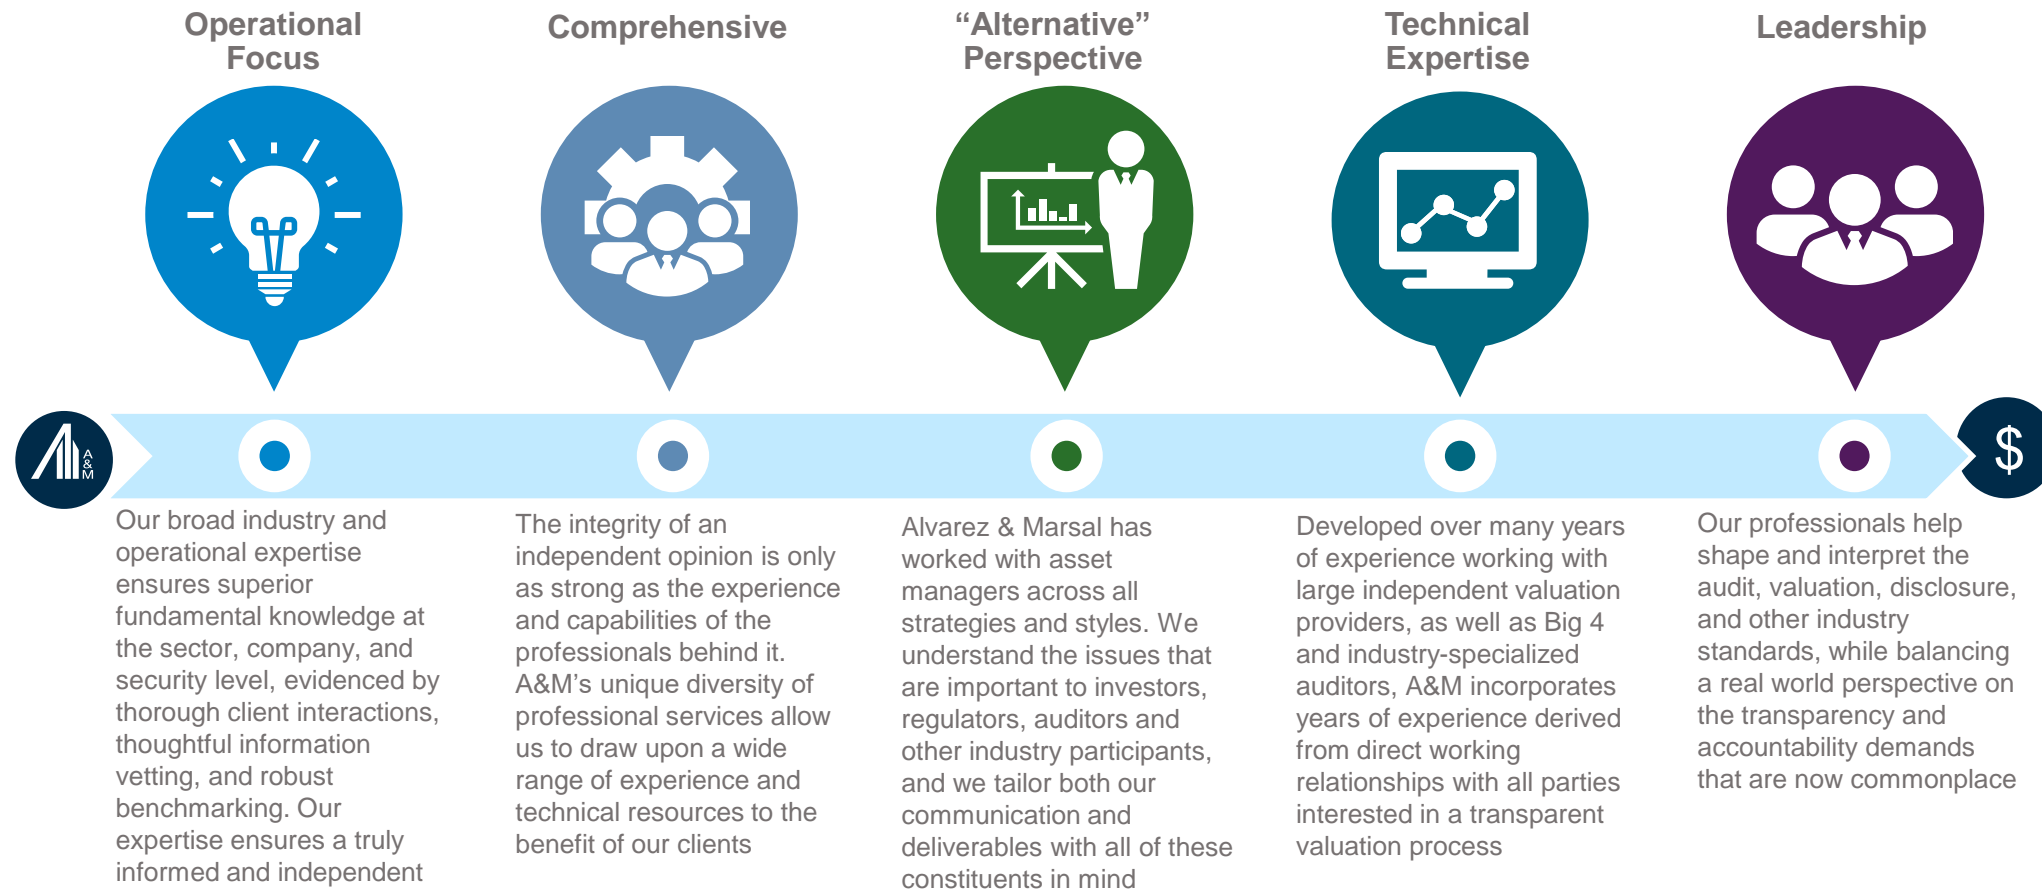 Operational
Focus
Comprehensive
“Alternative”
Perspective
Technical
Expertise
Leadership
A
&
M
$
Our broad industry and
operational expertise
ensures superior
fundamental knowledge at
the sector, company, and
security level, evidenced by
thorough client interactions,
thoughtful information
vetting, and robust
benchmarking. Our
expertise ensures a truly
informed and independent
The integrity of an
independent opinion is only
as strong as the experience
and capabilities of the
professionals behind it.
A&M’s unique diversity of
professional services allow
us to draw upon a wide
range of experience and
technical resources to the
benefit of our clients
Alvarez & Marsal has
worked with asset
managers across all
strategies and styles. We
understand the issues that
are important to investors,
regulators, auditors and
other industry participants,
and we tailor both our
communication and
deliverables with all of these
constituents in mind
Developed over many years
of experience working with
large independent valuation
providers, as well as Big 4
and industry-specialized
auditors, A&M incorporates
years of experience derived
from direct working
relationships with all parties
interested in a transparent
valuation process
Our professionals help
shape and interpret the
audit, valuation, disclosure,
and other industry
standards, while balancing
a real world perspective on
the transparency and
accountability demands
that are now commonplace